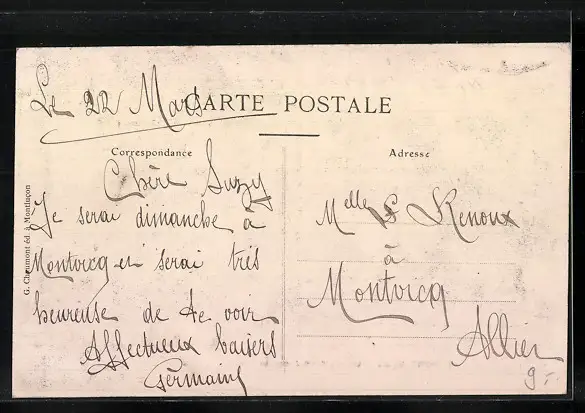 Le 22 Mars
CARTE POSTALE
Correspondance
Chère Suzy
Je serai dimanche à
Montvicq et serai très
heureuse de te voir
Affectueux baisers
Germaine
Adresse
Melle S Renoux
à
Montvicq
Allier
9 -
G. Chaumont éd à Montluçon